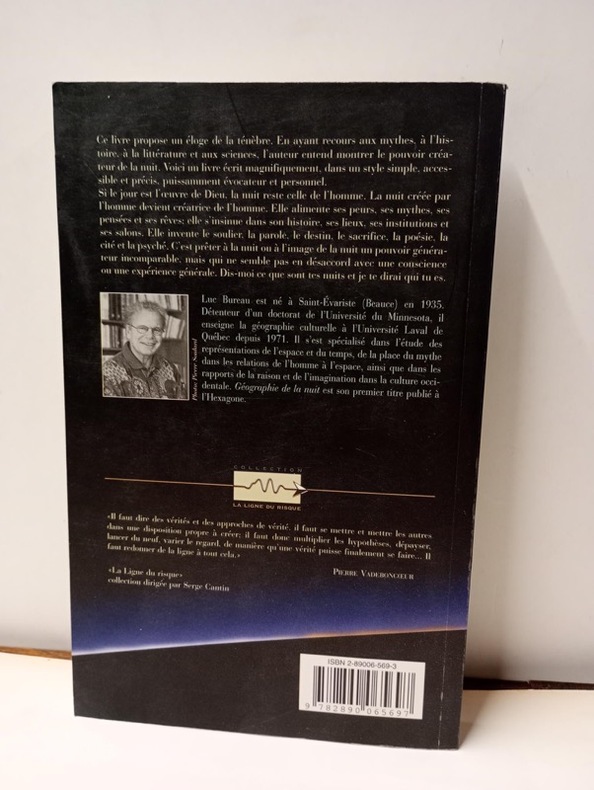 Ce livre propose un éloge de la ténèbre. En ayant recours aux mythes, à l'his-
toire, à la littérature et aux sciences, l'auteur entend montrer le pouvoir créa-
teur de la nuit. Voici un livre écrit magnifiquement, dans un style simple, acces-
sible et précis, puissamment évocateur et personnel.
Si le jour est l'œuvre de Dieu, la nuit reste celle de l'homme. La nuit créée par
l'homme devient créatrice de l'homme. Elle alimente ses peurs, ses mythes, ses
pensées et ses rêves; elle s'insinue dans son histoire, ses lieux, ses institutions et
ses salons. Elle invente le soulier, la parole, le destin, le sacrifice, la poésie, la
cité et la psyché. C'est prêter à la nuit ou à l'image de la nuit un pouvoir généra-
teur incomparable, mais qui ne semble pas en désaccord avec une conscience
ou une expérience générale. Dis-moi ce que sont tes nuits et je te dirai qui tu es.
Luc Bureau est né à Saint-Évariste (Beauce) en 1935.
Détenteur d'un doctorat de l'Université du Minnesota, il
enseigne la géographie culturelle à l'Université Laval de
Québec depuis 1971. Il s'est spécialisé dans l'étude des
représentations de l'espace et du temps, de la place du mythe
dans les relations de l'homme à l'espace, ainsi que dans les
rapports de la raison et de l'imagination dans la culture occi-
dentale. Géographie de la nuit est son premier titre publié à
l'Hexagone.
Photo: Pierre
COLLECTION
LA LIGNE DU RISQUE
«Il faut dire des vérités et des approches de vérité, il faut se mettre et mettre les autres
dans une disposition propre à créer; il faut donc multiplier les hypothèses, dépayser,
lancer du neuf, varier le regard, de manière qu'une vérité puisse finalement se faire... Il
faut redonner de la ligne à tout cela.»
PIERRE VADEBONCŒUR
«La Ligne du risque»
collection dirigée par Serge Cantin
ISBN 2-89006-569-3
9 782890 065697